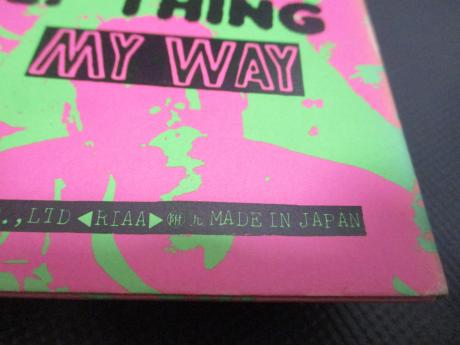 THING
MY WAY
., LTD ◀RIAA▶ MADE IN JAPAN